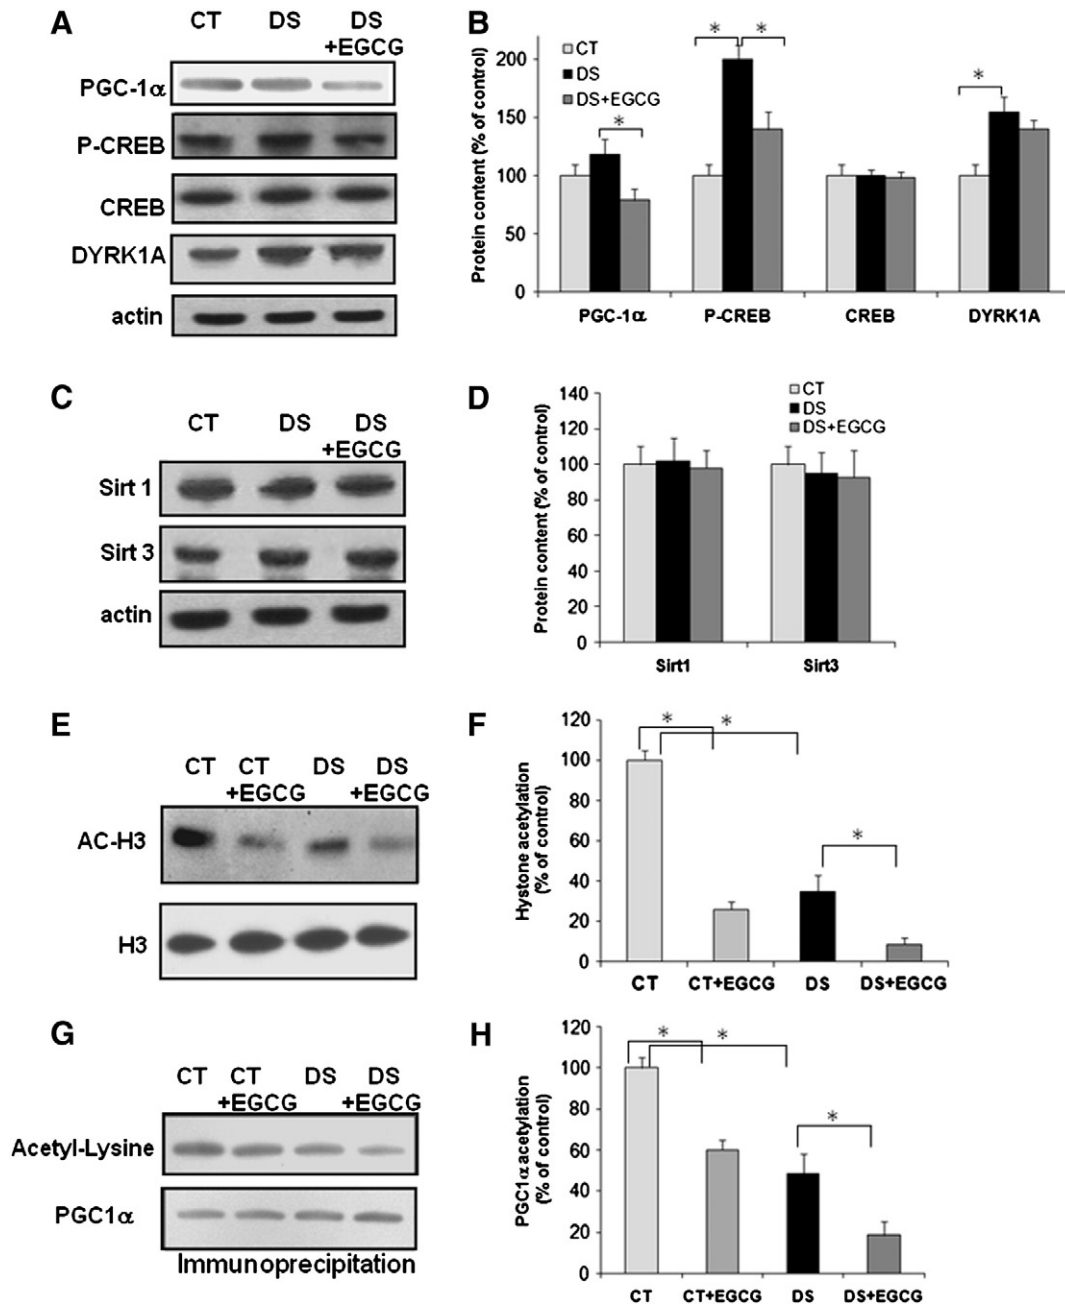 A
CT DS DS
+EGCG
PGC-1α
P-CREB
CREB
DYRK1A
actin
B
Protein content (% of control)
200
150
100
50
0
CT
DS
DS+EGCG
*
* *
*
PGC-1α P-CREB CREB DYRK1A
C
CT DS DS
+EGCG
Sirt 1
Sirt 3
actin
D
Protein content (% of control)
140
120
100
80
60
40
20
0
CT
DS
DS+EGCG
Sirt1 Sirt3
E
CT CT DS DS
+EGCG +EGCG
AC-H3
H3
F
Hystone acetylation
(% of control)
120
100
80
60
40
20
0
* *
*
CT CT+EGCG DS DS+EGCG
G
CT CT DS DS
+EGCG +EGCG
Acetyl-Lysine
PGC1α
Immunoprecipitation
H
PGC1α acetylation
(% of control)
120
100
80
60
40
20
0
* *
*
CT CT+EGCG DS DS+EGCG